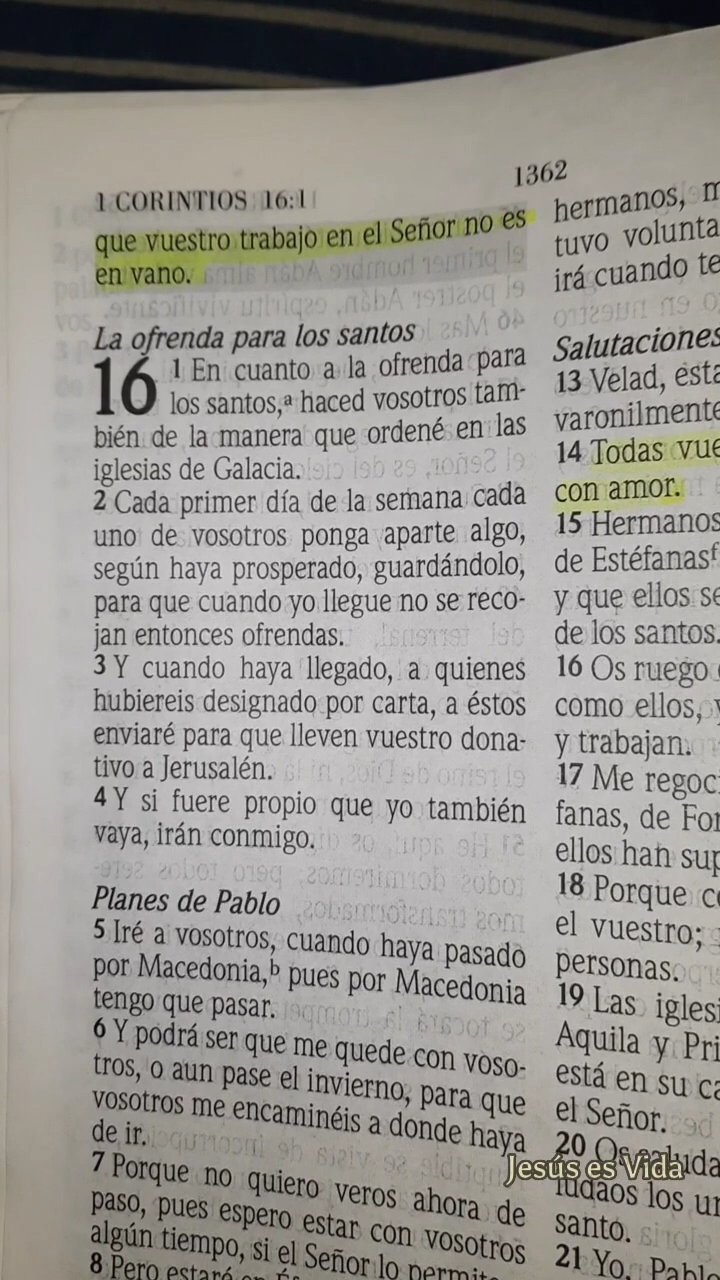 1 CORINTIOS 16:1
1362
que vuestro trabajo en el Señor no es
en vano.
La ofrenda para los santos
16 1 En cuanto a la ofrenda para
los santos,a haced vosotros tam-
bién de la manera que ordené en las
iglesias de Galacia.
2 Cada primer día de la semana cada
uno de vosotros ponga aparte algo,
según haya prosperado, guardándolo,
para que cuando yo llegue no se reco-
jan entonces ofrendas.
3 Y cuando haya llegado, a quienes
hubiereis designado por carta, a éstos
enviaré para que lleven vuestro dona-
tivo a Jerusalén.
4 Y si fuere propio que yo también
vaya, irán conmigo.
Planes de Pablo
5 Iré a vosotros, cuando haya pasado
por Macedonia,b pues por Macedonia
tengo que pasar.
6 Y podrá ser que me quede con voso-
tros, o aun pase el invierno, para que
vosotros me encaminéis a donde haya
de ir.
7 Porque no quiero veros ahora de
paso, pues espero estar con vosotros
algún tiempo, si el Señor lo
8 Pero estaré
hermanos,
tuvo
irá cuando
Salutaciones
13 Velad,
varonilmente
14 Todas
con amor.
15 Hermanos
de Estéfanasf
y que ellos
de los santos.
16 Os ruego
como ellos,
y trabajan.
17 Me
de
ellos han
18 Porque
el vuestro;
personas.
19 Las
Aquila y
está en su
el Señor.
20 Os
los
santo.
21 Yo, Pablo
Jesús es Vida